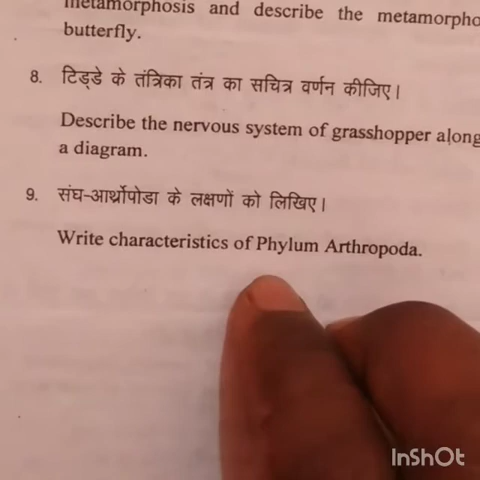 metamorphosis and describe the metamorpho
butterfly.
8. टिड्डे के तंत्रिका तंत्र का सचित्र वर्णन कीजिए।
Describe the nervous system of grasshopper along
a diagram.
9. संघ-आर्थ्रोपोडा के लक्षणों को लिखिए।
Write characteristics of Phylum Arthropoda.
InShOt